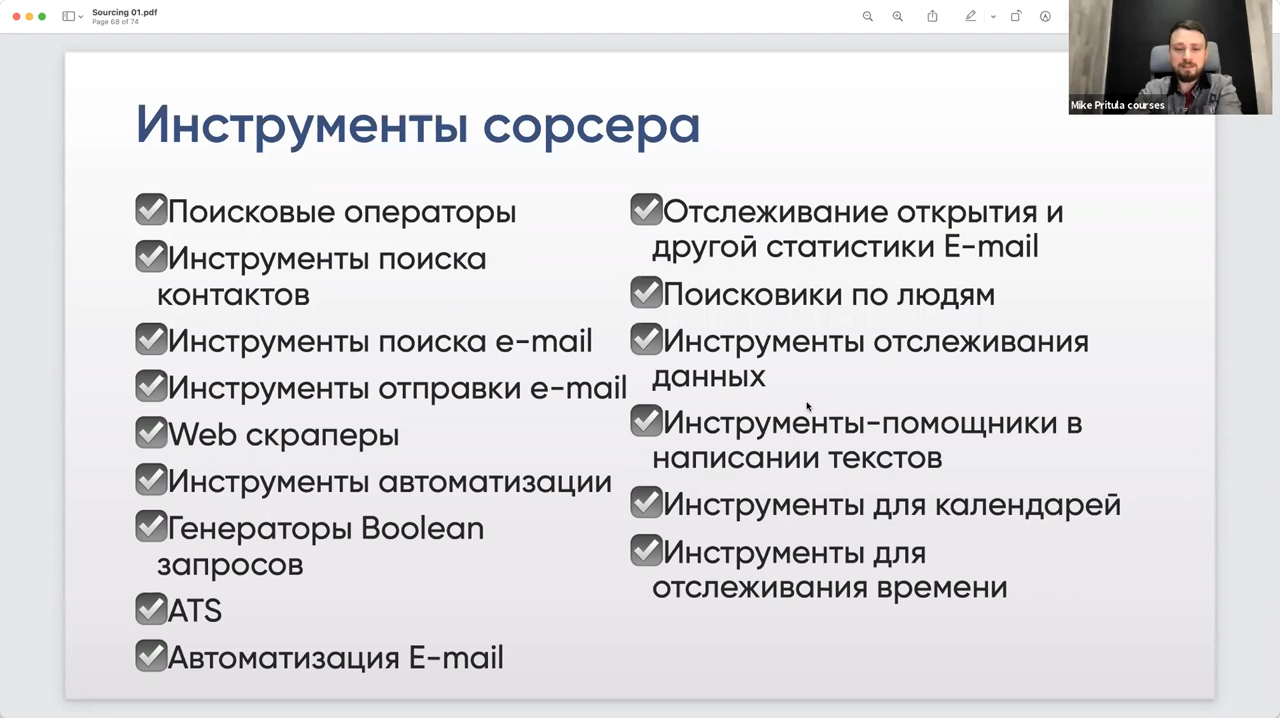 Sourcing 01.pdf
Page 68 of 74
Mike Pritula courses
Инструменты сорсера
Поисковые операторы
Инструменты поиска
контактов
Инструменты поиска e-mail
Инструменты отправки e-mail
Web скраперы
Инструменты автоматизации
Генераторы Boolean
запросов
ATS
Автоматизация E-mail
Отслеживание открытия и
другой статистики E-mail
Поисковики по людям
Инструменты отслеживания
данных
Инструменты-помощники в
написании текстов
Инструменты для календарей
Инструменты для
отслеживания времени